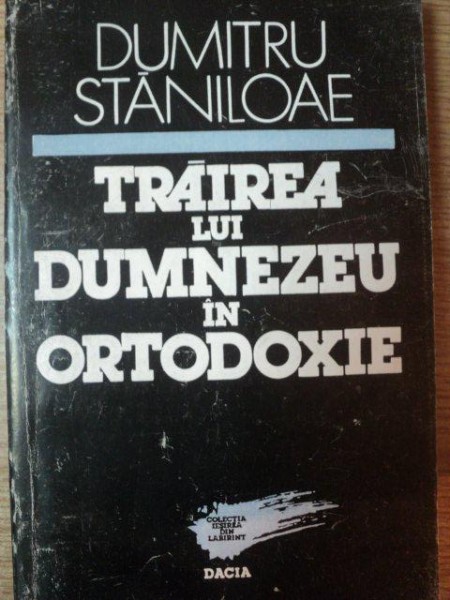 DUMITRU
STĂNILOAE
TRĂIREA
LUI
DUMNEZEU
ÎN
ORTODOXIE
COLECȚIA
IEȘIREA
DIN
LABIRINT
DACIA